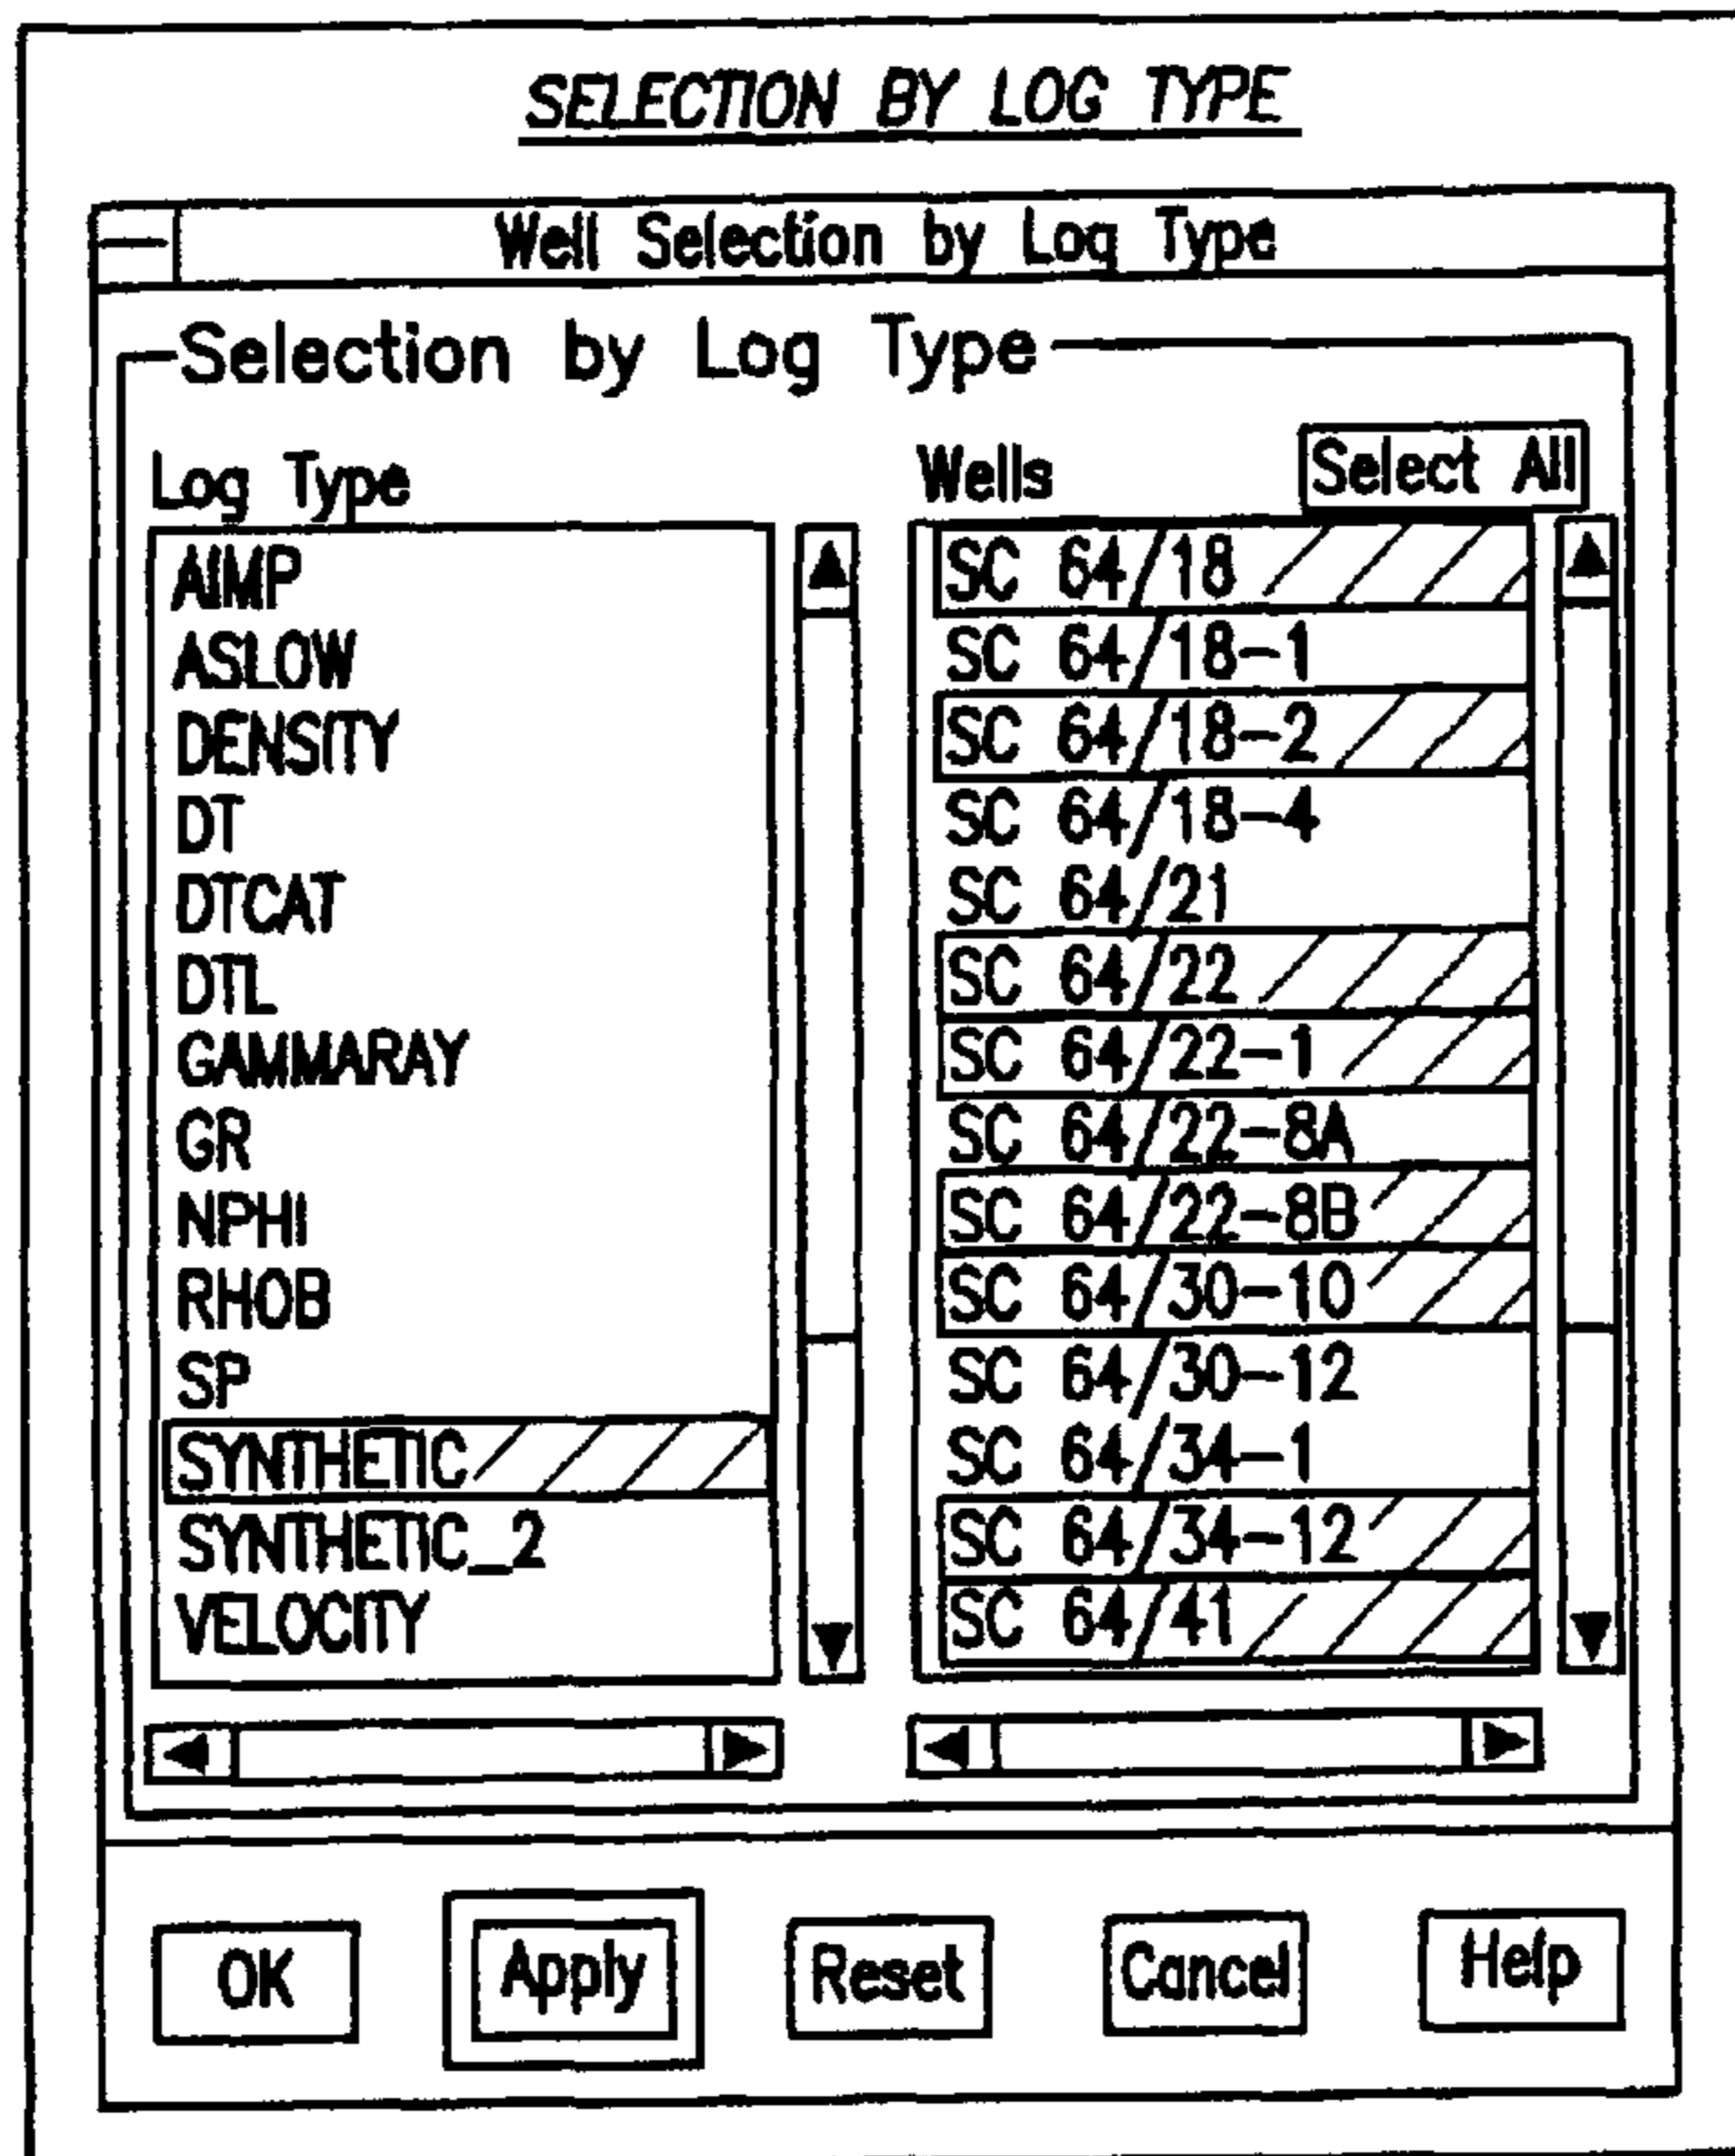 SELECTION BY LOG TYPE
Well Selection by Log Type
Selection by Log Type
Log Type
AIMP
ASLOW
DENSITY
DT
DTCAT
DTL
GAMMARAY
GR
NPHI
RHOB
SP
SYNTHETIC
SYNTHETIC_2
VELOCITY
Wells
Select All
SC 64/18
SC 64/18-1
SC 64/18-2
SC 64/18-4
SC 64/21
SC 64/22
SC 64/22-1
SC 64/22-8A
SC 64/22-8B
SC 64/30-10
SC 64/30-12
SC 64/34-1
SC 64/34-12
SC 64/41
OK
Apply
Reset
Cancel
Help